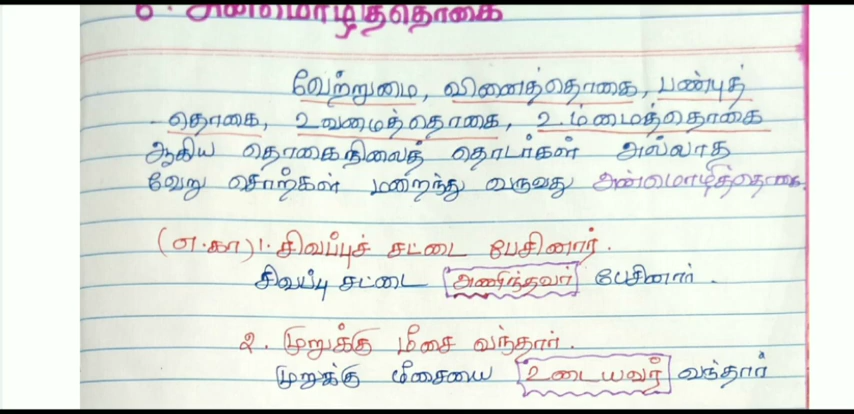 6. அன்மொழித்தொகை
வேற்றுமை, வினைத்தொகை, பண்புத்
தொகை, உவமைத்தொகை, உம்மைத்தொகை
ஆகிய தொகைநிலைத் தொடர்கள் அல்லாத
வேறு சொற்கள் மறைந்து வருவது அன்மொழித்தொகை.
(எ.கா) 1. சிவப்புச் சட்டை பேசினார்.
சிவப்பு சட்டை அணிந்தவர் பேசினார்.
2. முறுக்கு மீசை வந்தார்.
முறுக்கு மீசையை உடையவர் வந்தார்